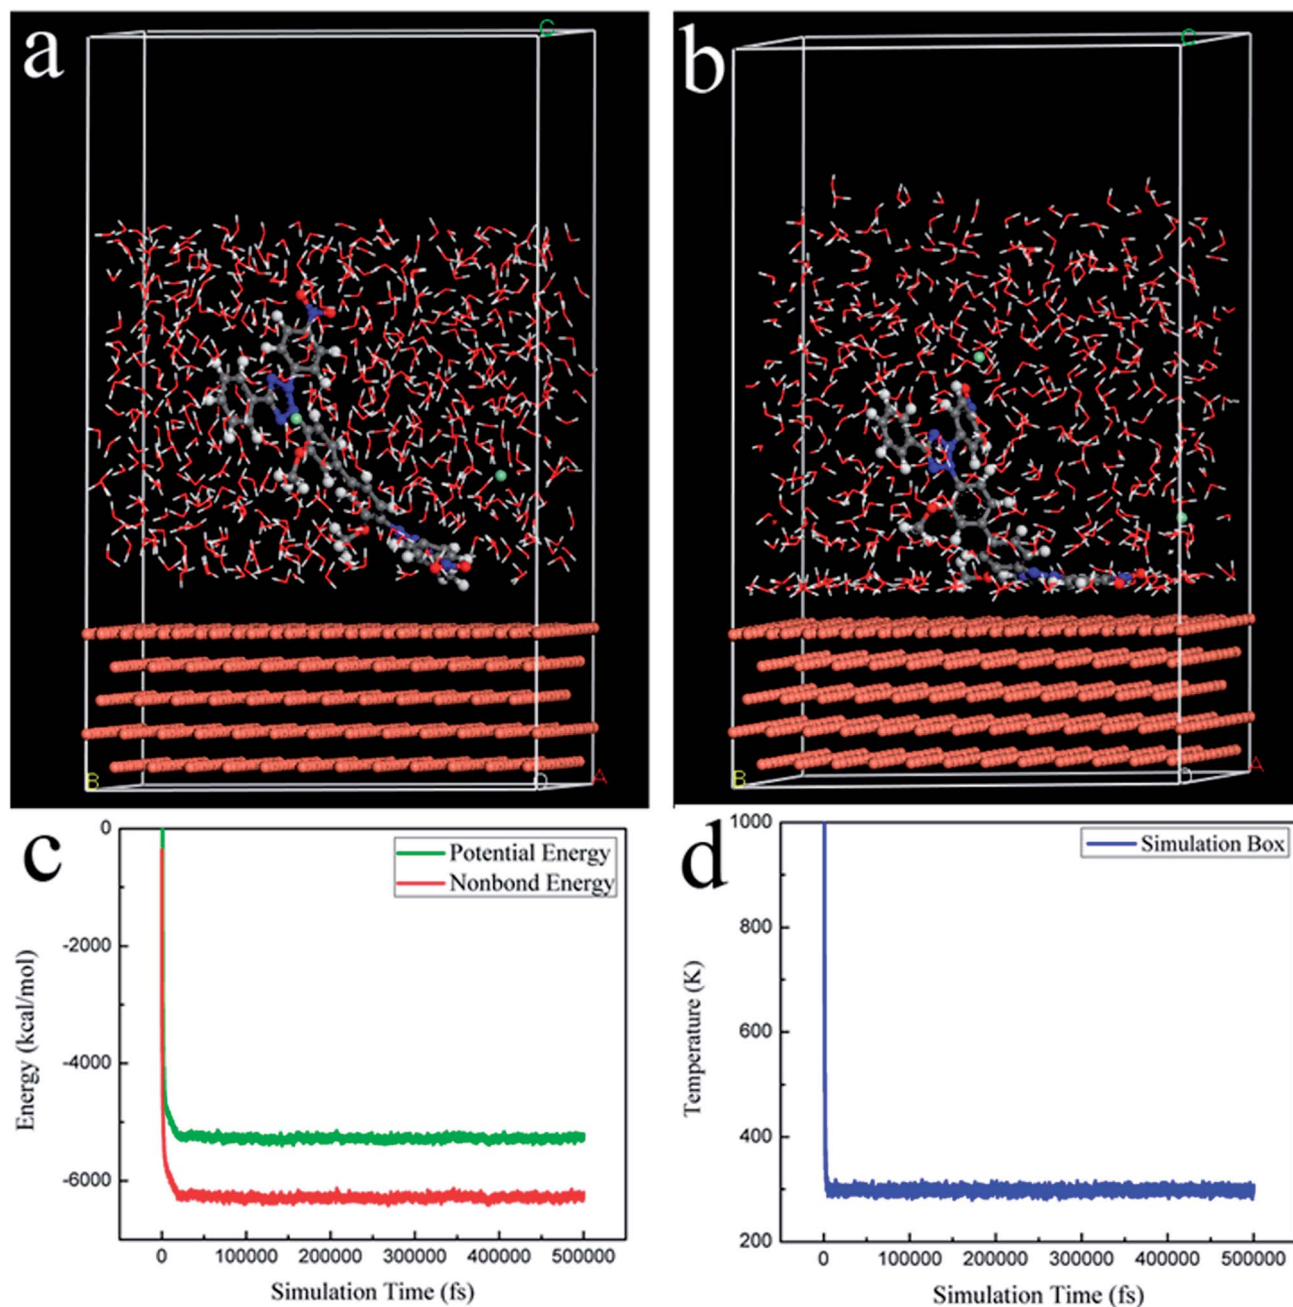 a
C
B
O
A
b
C
B
O
A
c
Potential Energy
Nonbond Energy
0
-2000
-4000
-6000
Energy (kcal/mol)
0 100000 200000 300000 400000 500000
Simulation Time (fs)
d
Simulation Box
1000
800
600
400
200
Temperature (K)
0 100000 200000 300000 400000 500000
Simulation Time (fs)